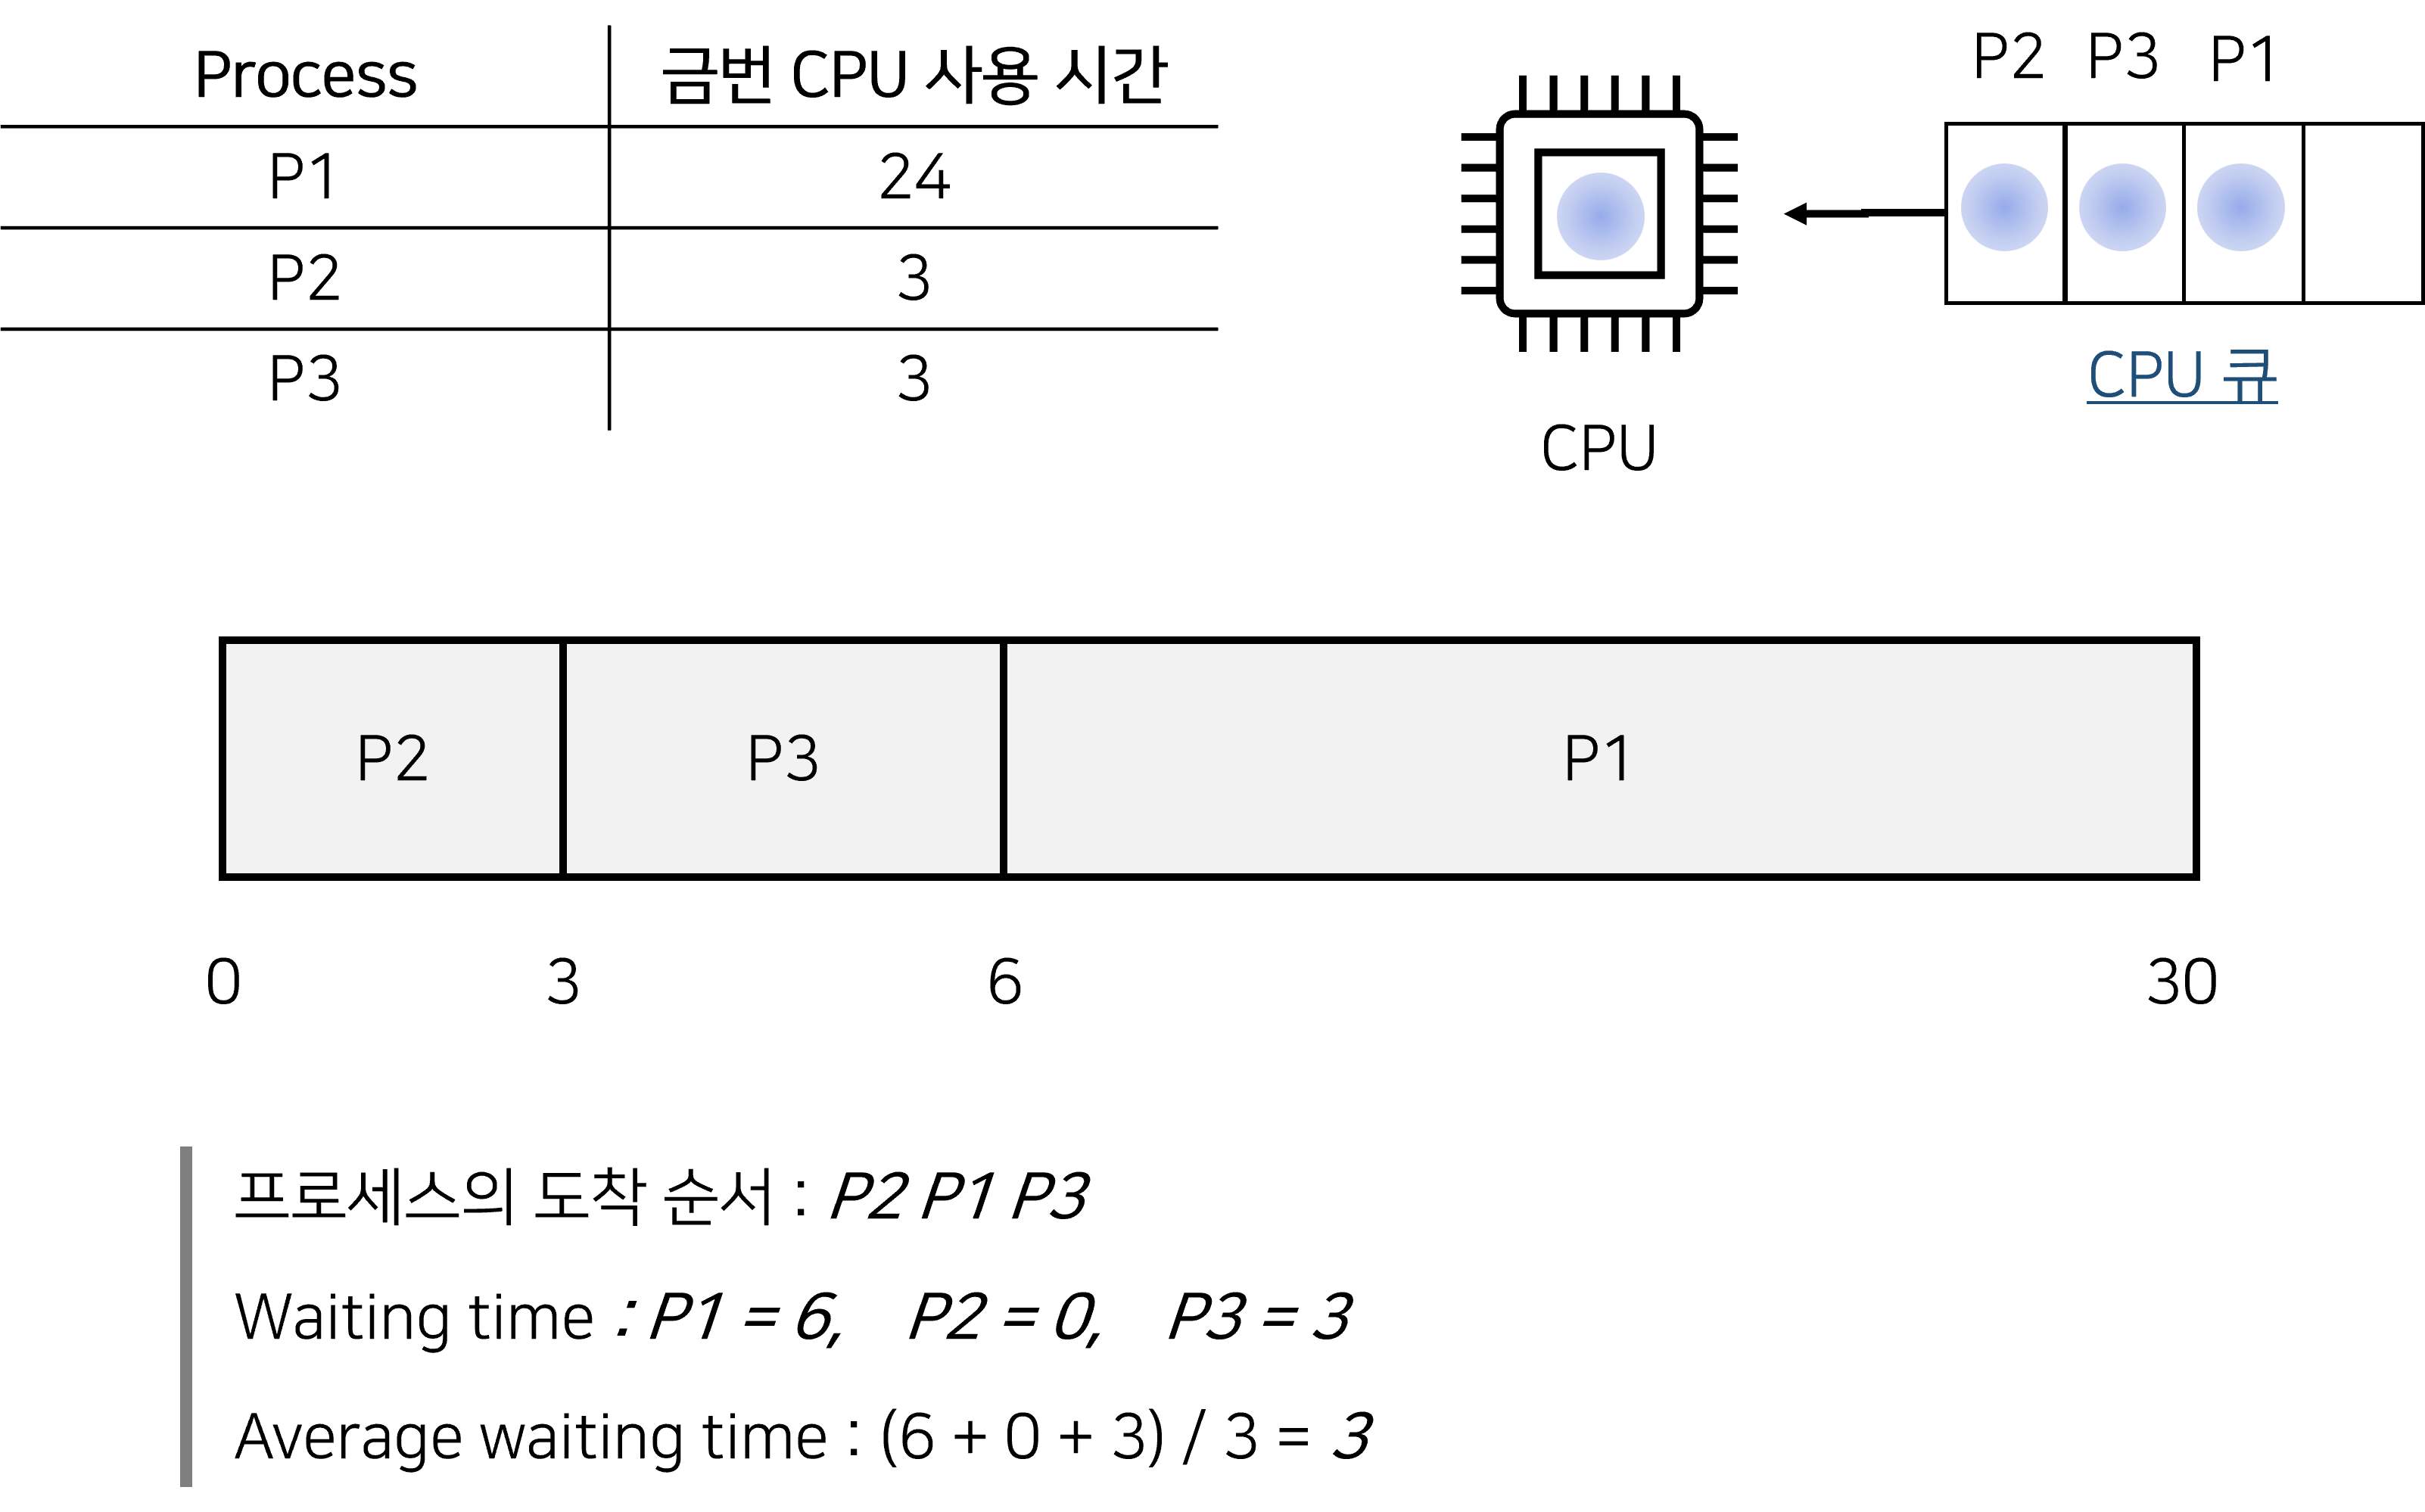 Process 금번 CPU 사용 시간
P1 24
P2 3
P3 3
P2 P3 P1
CPU 큐
CPU
P2 P3 P1
0 3 6 30
프로세스의 도착 순서 : P2 P1 P3
Waiting time : P1 = 6, P2 = 0, P3 = 3
Average waiting time : (6 + 0 + 3) / 3 = 3